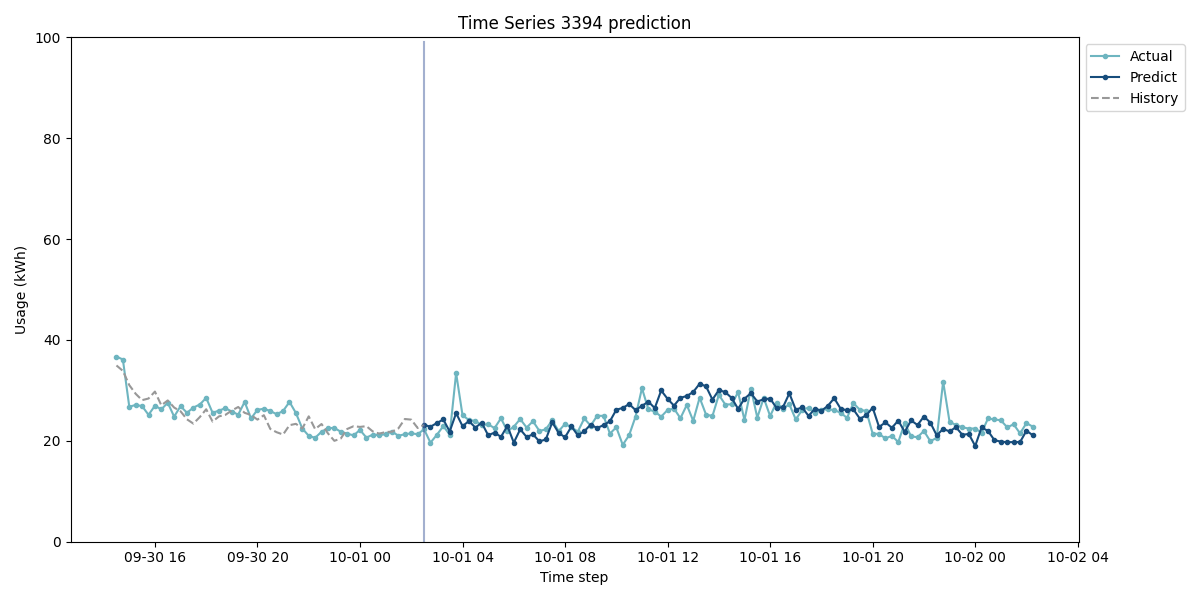 Time Series 3394 prediction
Usage (kWh)
100
80
60
40
20
0
09-30 16
09-30 20
10-01 00
10-01 04
10-01 08
10-01 12
10-01 16
10-01 20
10-02 00
10-02 04
Time step
Actual
Predict
History